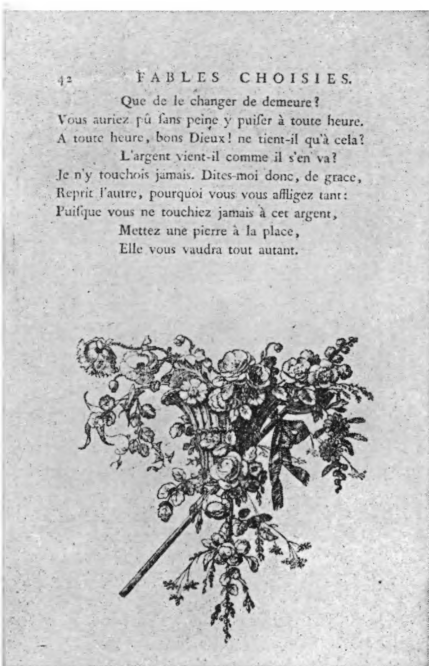 42 FABLES CHOISIES.
Que de le changer de demeure?
Vous auriez pû ſans peine y puiſer à toute heure.
A toute heure, bons Dieux! ne tient-il qu'à cela?
L'argent vient-il comme il s'en va?
Je n'y touchois jamais. Dites-moi donc, de grace,
Reprit l'autre, pourquoi vous vous affligez tant:
Puiſque vous ne touchiez jamais à cet argent,
Mettez une pierre à la place,
Elle vous vaudra tout autant.